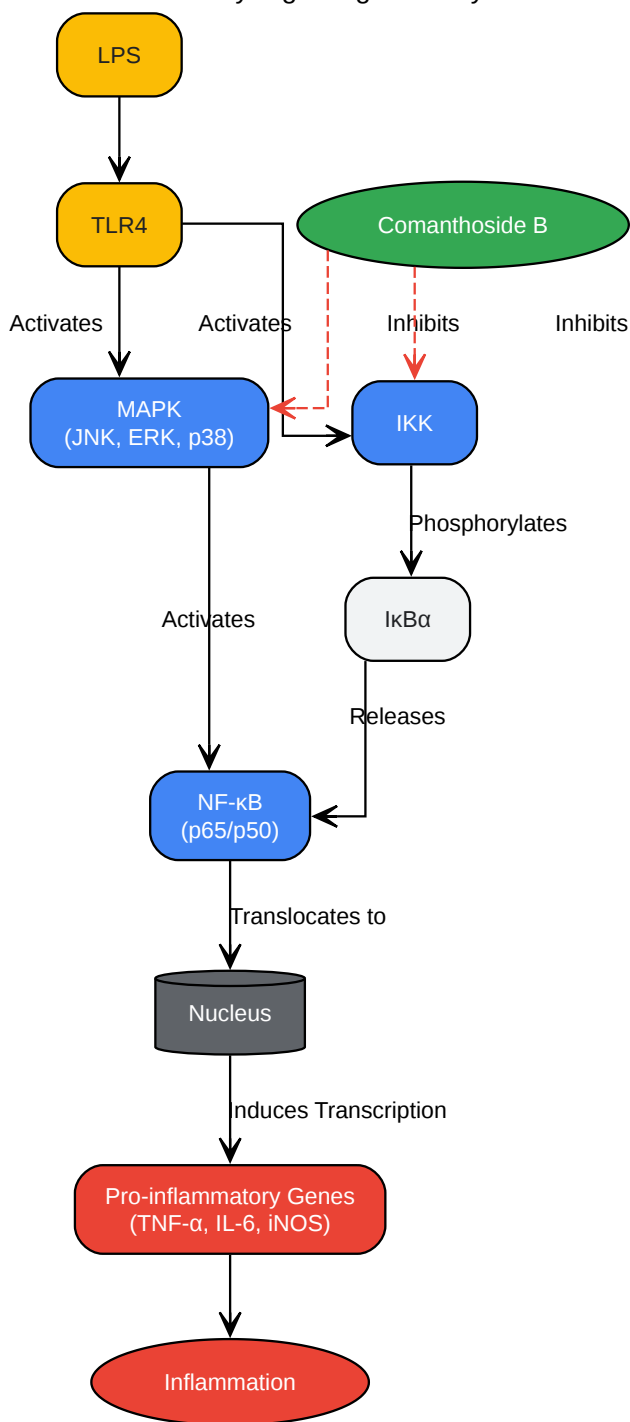 LPS
TLR4
Comanthoside B
Activates
Activates
Inhibits
Inhibits
MAPK
(JNK, ERK, p38)
IKK
Phosphorylates
IκBα
Activates
Releases
NF-κB
(p65/p50)
Translocates to
Nucleus
Induces Transcription
Pro-inflammatory Genes
(TNF-α, IL-6, iNOS)
Inflammation